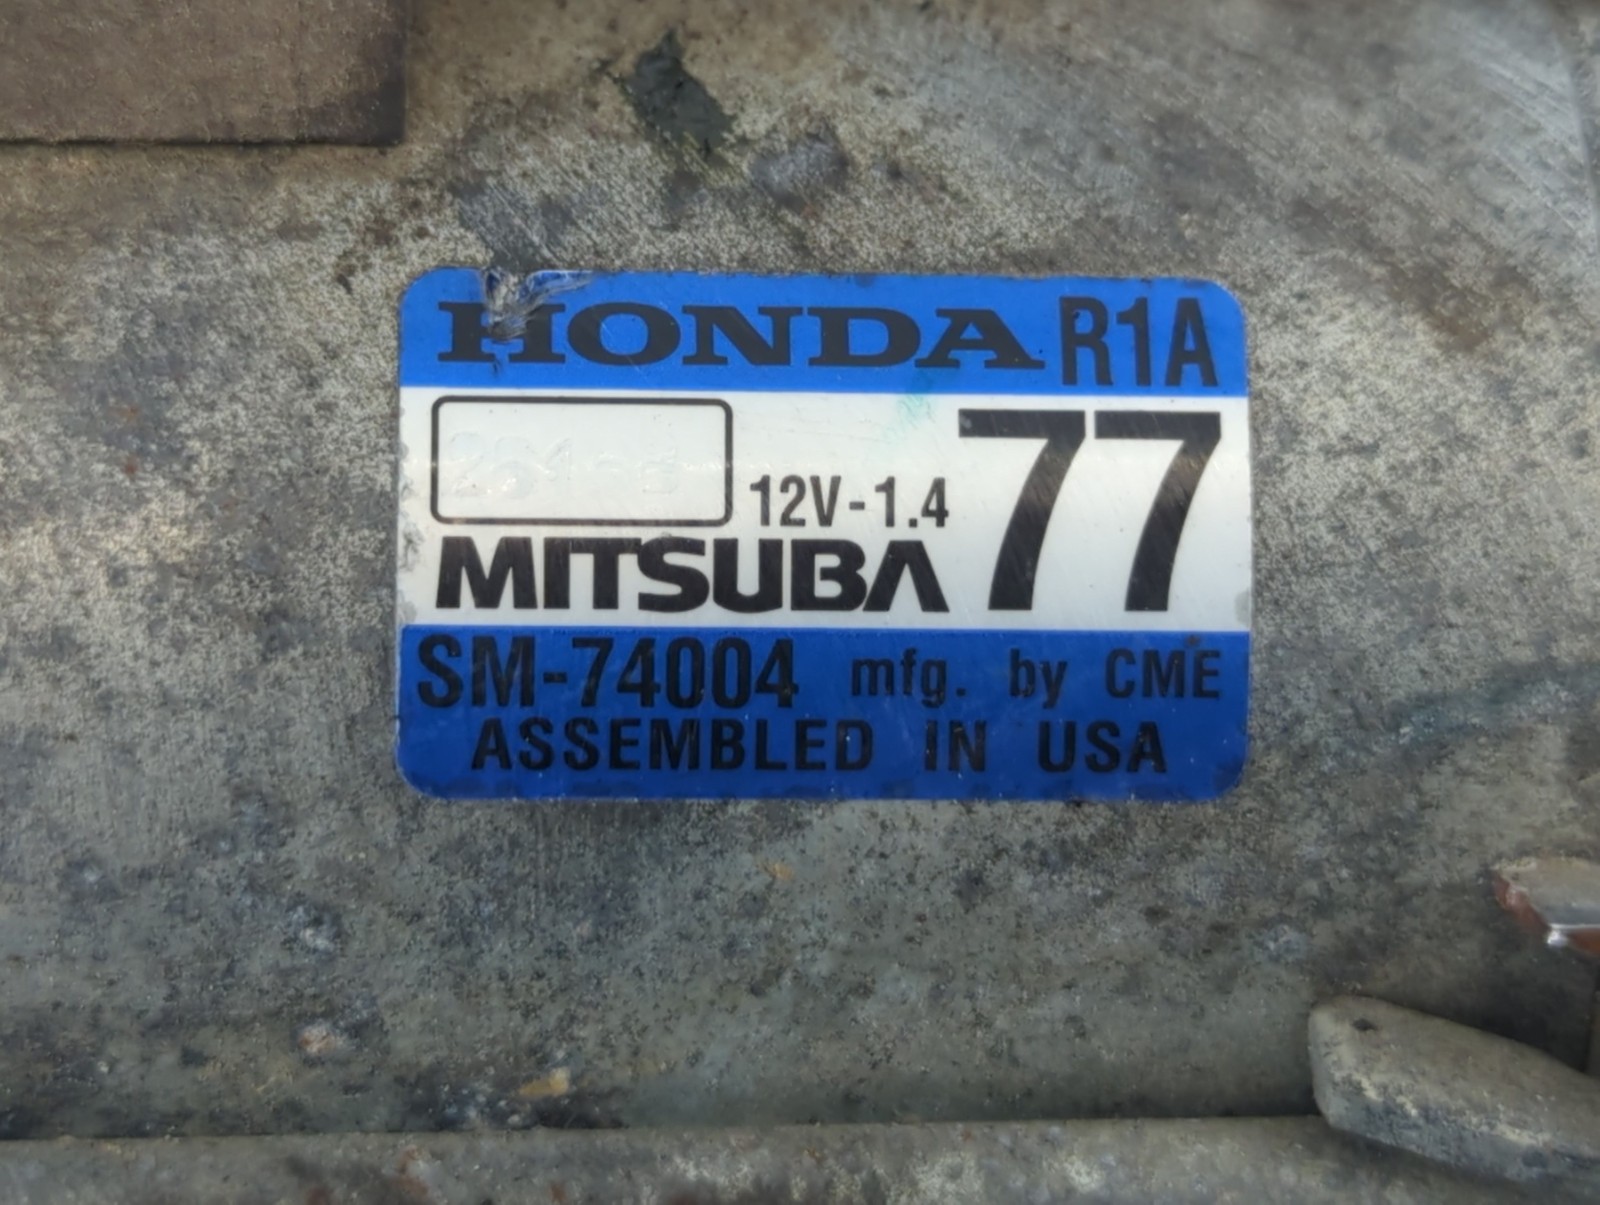 HONDA R1A
12V-1.4 77
MITSUBA
SM-74004 mfg. by CME
ASSEMBLED IN USA